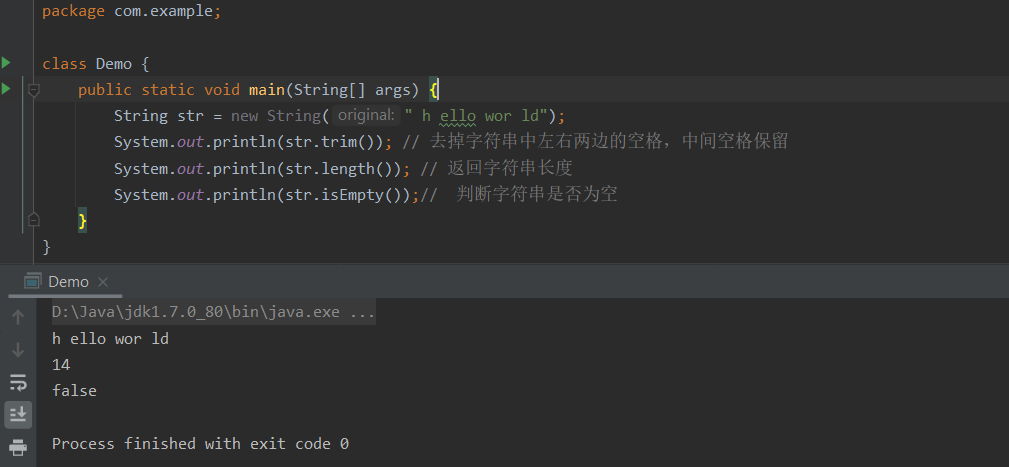 package com.example;
class Demo {
public static void main(String[] args) {
String str = new String( original: " h ello wor ld");
System.out.println(str.trim()); // 去掉字符串中左右两边的空格，中间空格保留
System.out.println(str.length()); // 返回字符串长度
System.out.println(str.isEmpty());//  判断字符串是否为空
}
}
Demo
D:\Java\jdk1.7.0_80\bin\java.exe ...
h ello wor ld
14
false
Process finished with exit code 0